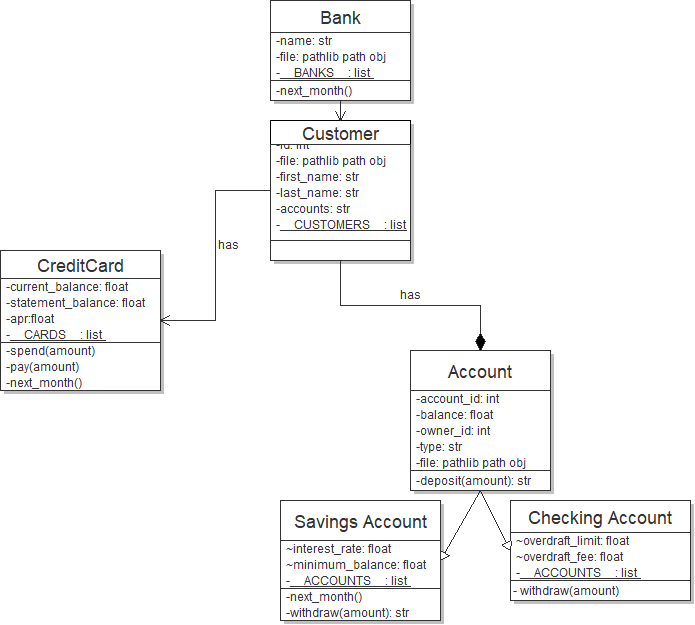 Bank
-name: str
-file: pathlib path obj
-__BANKS__: list
-next_month()
Customer
-id: int
-file: pathlib path obj
-first_name: str
-last_name: str
-accounts: str
-__CUSTOMERS__: list
has
has
CreditCard
-current_balance: float
-statement_balance: float
-apr:float
-__CARDS__: list
-spend(amount)
-pay(amount)
-next_month()
Account
-account_id: int
-balance: float
-owner_id: int
-type: str
-file: pathlib path obj
-deposit(amount): str
Savings Account
~interest_rate: float
~minimum_balance: float
-__ACCOUNTS__: list
-next_month()
-withdraw(amount): str
Checking Account
~overdraft_limit: float
~overdraft_fee: float
-__ACCOUNTS__: list
- withdraw(amount)